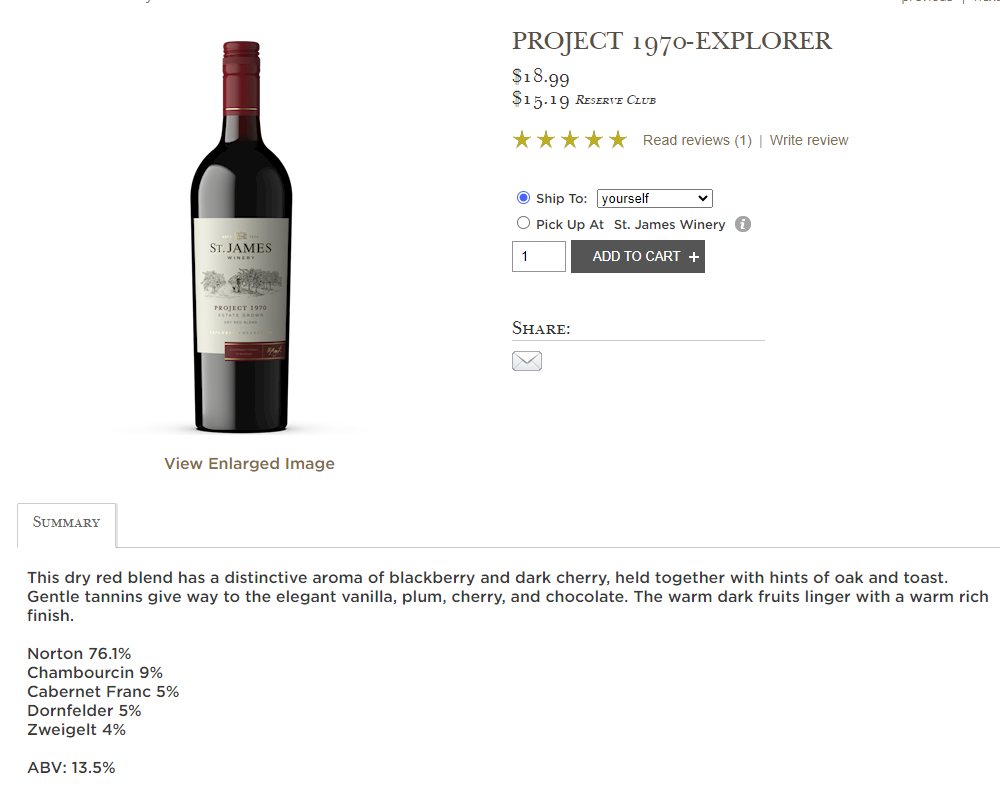 PROJECT 1970-EXPLORER
$18.99
$15.19 Reserve Club
Read reviews (1) | Write review
Ship To: yourself
Pick Up At St. James Winery
1
ADD TO CART +
Share:
St. JAMES
WINERY
PROJECT 1970
ESTATE GROWN
DRY RED BLEND
View Enlarged Image
Summary
This dry red blend has a distinctive aroma of blackberry and dark cherry, held together with hints of oak and toast.
Gentle tannins give way to the elegant vanilla, plum, cherry, and chocolate. The warm dark fruits linger with a warm rich
finish.
Norton 76.1%
Chambourcin 9%
Cabernet Franc 5%
Dornfelder 5%
Zweigelt 4%
ABV: 13.5%